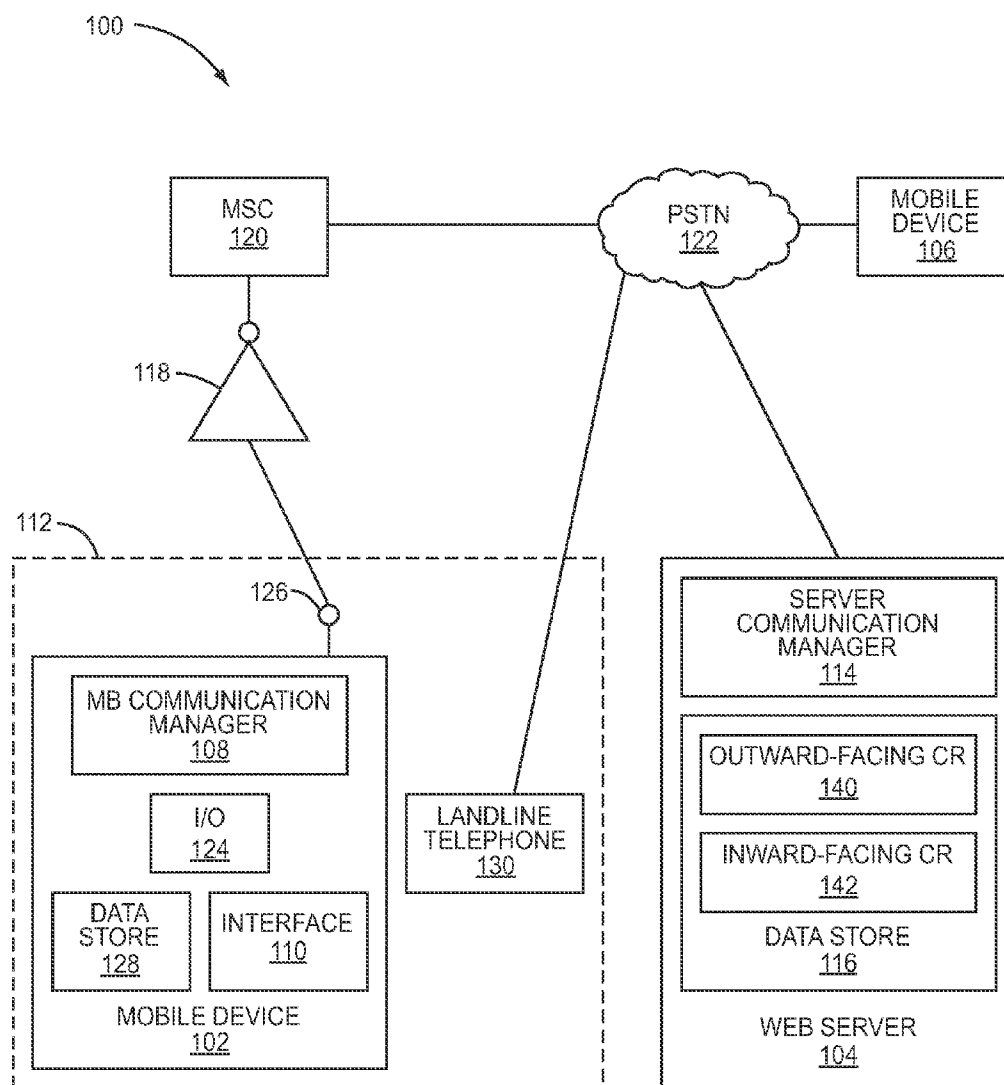 100
MSC
120
PSTN
122
MOBILE
DEVICE
106
118
112
126
MB COMMUNICATION
MANAGER
108
I/O
124
DATA
STORE
128
INTERFACE
110
MOBILE DEVICE
102
LANDLINE
TELEPHONE
130
SERVER
COMMUNICATION
MANAGER
114
OUTWARD-FACING CR
140
INWARD-FACING CR
142
DATA STORE
116
WEB SERVER
104